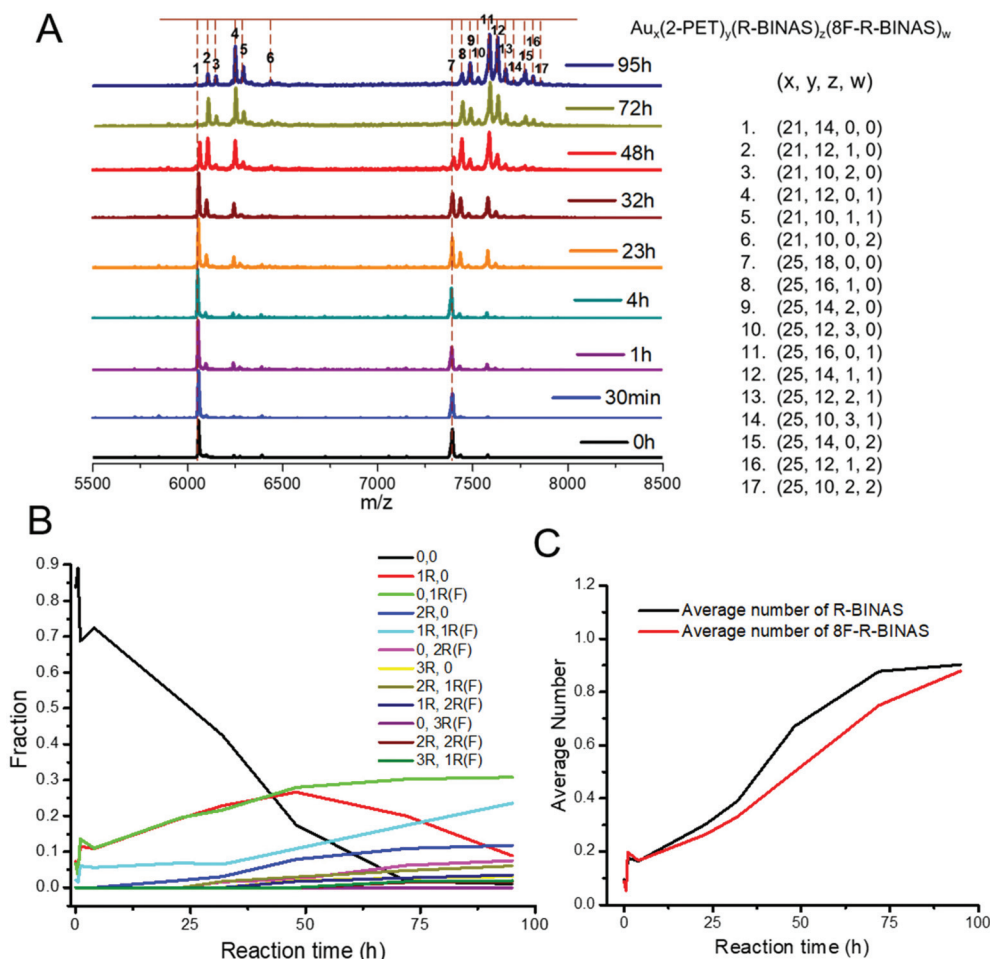 A
Auₓ(2-PET)ᵧ(R-BINAS)z(8F-R-BINAS)w
(x, y, z, w)
1. (21, 14, 0, 0)
2. (21, 12, 1, 0)
3. (21, 10, 2, 0)
4. (21, 12, 0, 1)
5. (21, 10, 1, 1)
6. (21, 10, 0, 2)
7. (25, 18, 0, 0)
8. (25, 16, 1, 0)
9. (25, 14, 2, 0)
10. (25, 12, 3, 0)
11. (25, 16, 0, 1)
12. (25, 14, 1, 1)
13. (25, 12, 2, 1)
14. (25, 10, 3, 1)
15. (25, 14, 0, 2)
16. (25, 12, 1, 2)
17. (25, 10, 2, 2)
1 2 3 4 5 6 7 8 9 10 11 12 13 14 15 16 17
95h
72h
48h
32h
23h
4h
1h
30min
0h
5500 6000 6500 7000 7500 8000 8500
m/z
B
0,0
1R,0
0,1R(F)
2R,0
1R,1R(F)
0, 2R(F)
3R, 0
2R, 1R(F)
1R, 2R(F)
0, 3R(F)
2R, 2R(F)
3R, 1R(F)
0.9
0.8
0.7
0.6
0.5
0.4
0.3
0.2
0.1
0.0
Fraction
0 25 50 75 100
Reaction time (h)
C
Average number of R-BINAS
Average number of 8F-R-BINAS
1.2
1.0
0.8
0.6
0.4
0.2
0.0
Average Number
0 25 50 75 100
Reaction time (h)